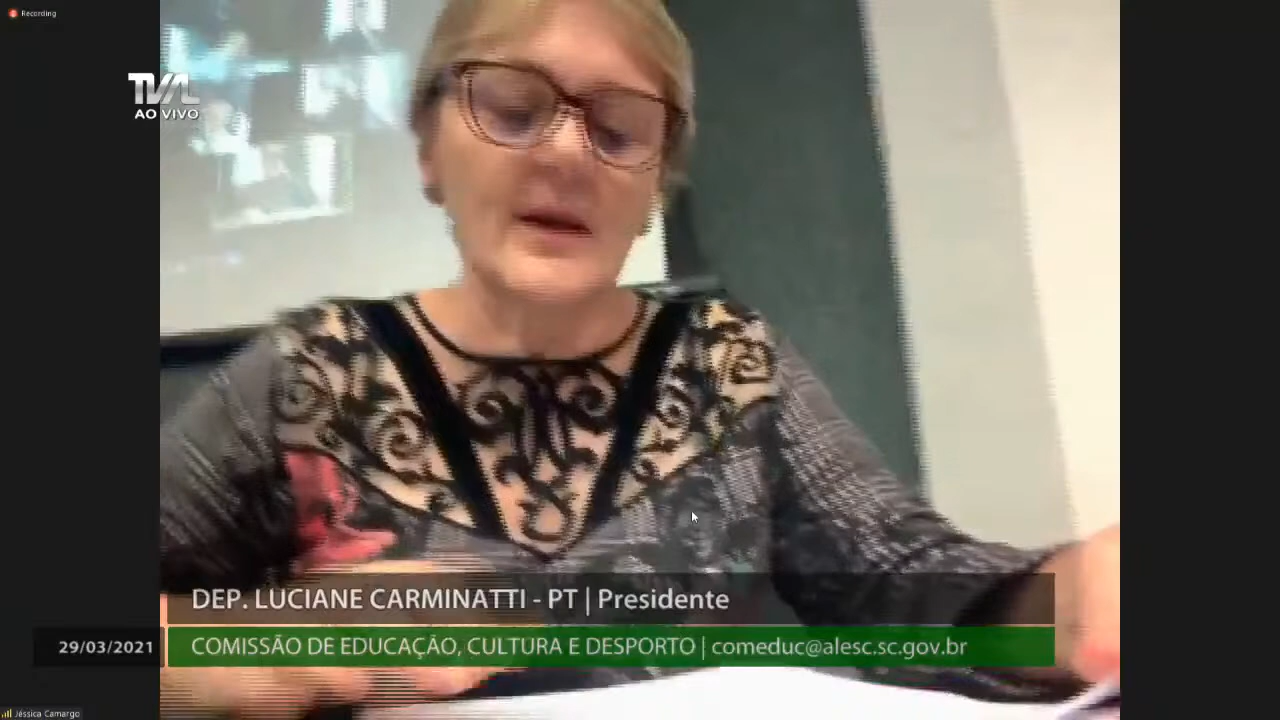 Recording
TVAL
AO VIVO
DEP. LUCIANE CARMINATTI - PT | Presidente
29/03/2021
COMISSÃO DE EDUCAÇÃO, CULTURA E DESPORTO | comeduc@alesc.sc.gov.br
Jéssica Camargo